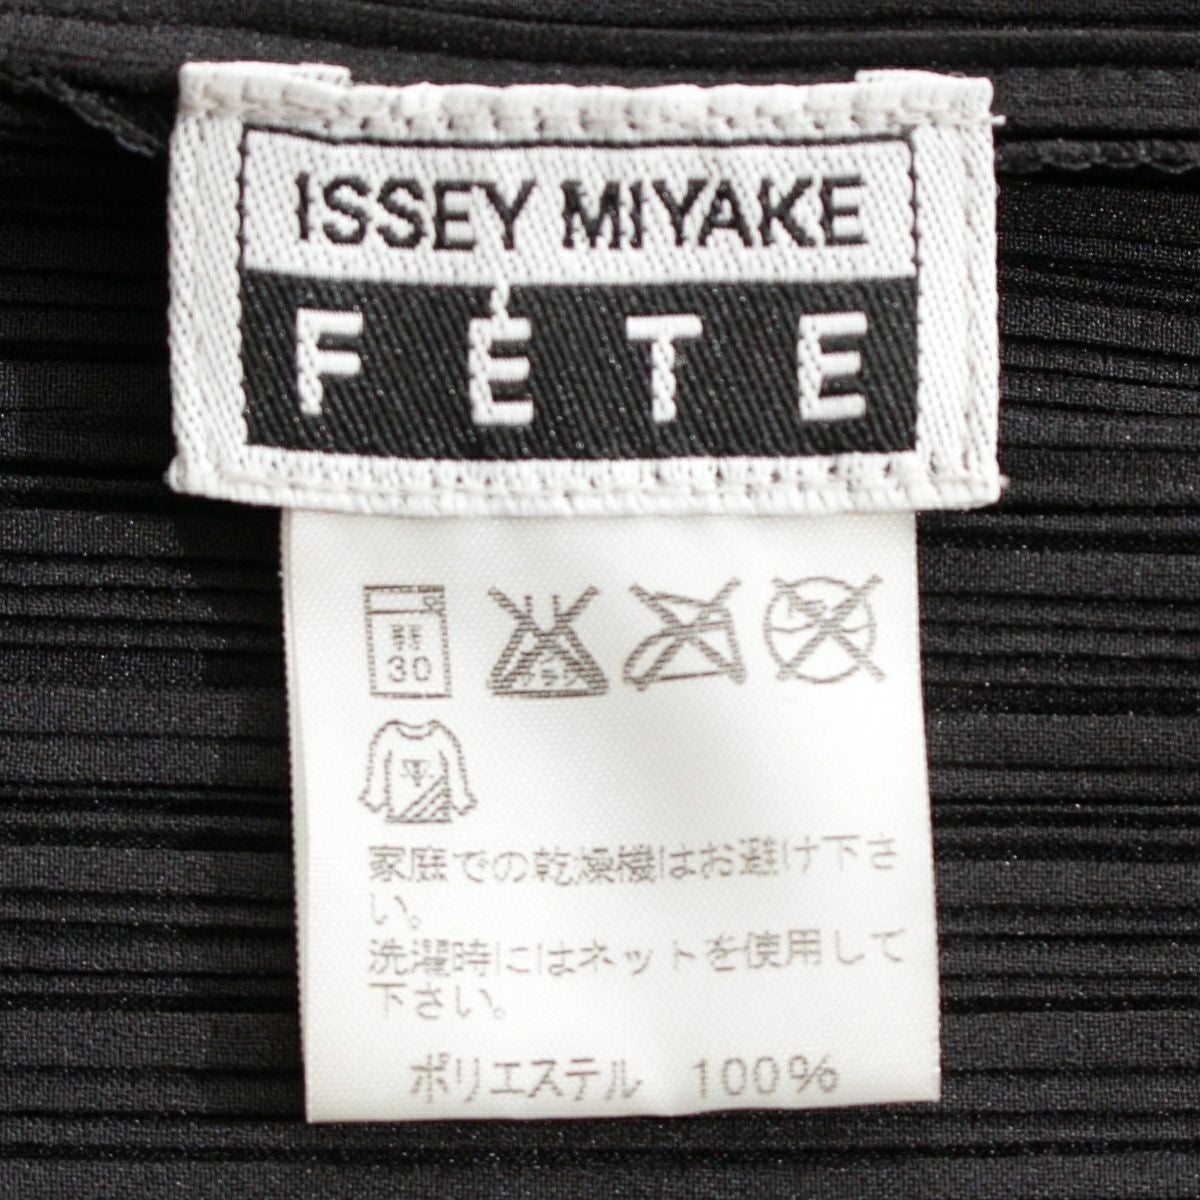 ISSEY MIYAKE
FÉTE
弱
30
家庭での乾燥機はお避け下さ
い。
洗濯時にはネットを使用して
下さい。
ポリエステル 100%